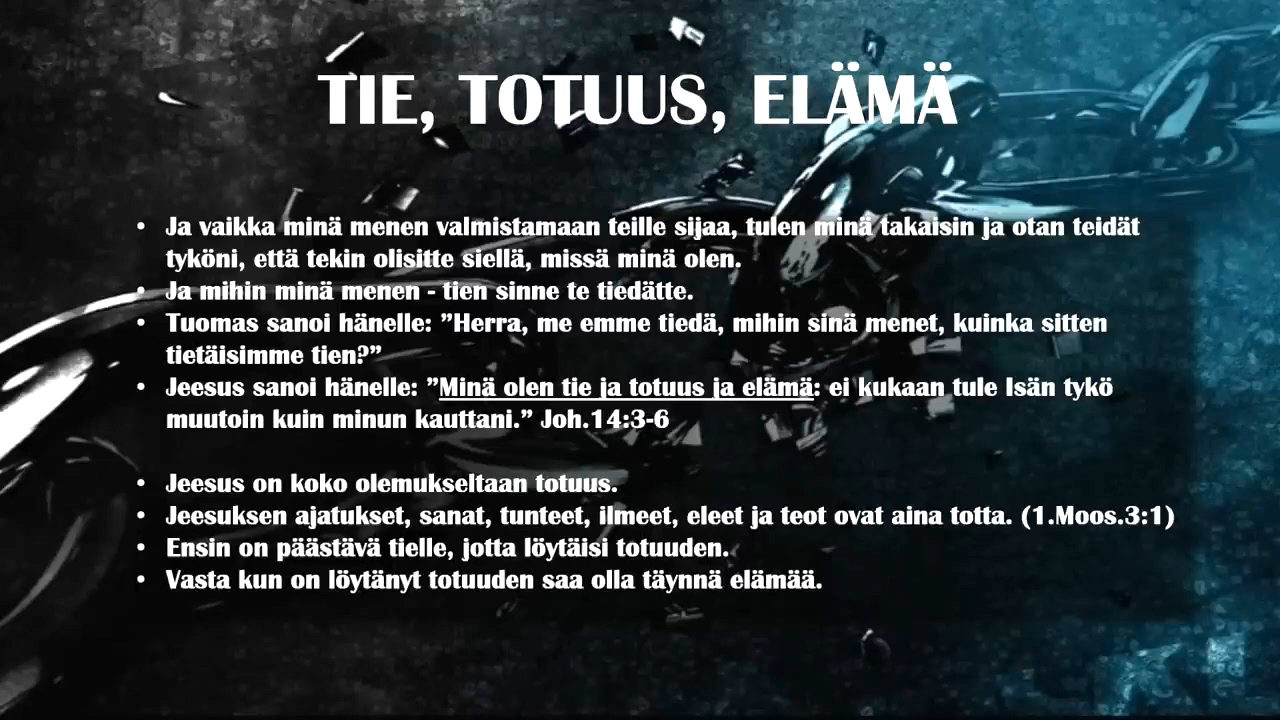 TIE, TOTUUS, ELÄMÄ
• Ja vaikka minä menen valmistamaan teille sijaa, tulen minä takaisin ja otan teidät
tyköni, että tekin olisitte siellä, missä minä olen.
• Ja mihin minä menen - tien sinne te tiedätte.
• Tuomas sanoi hänelle: ”Herra, me emme tiedä, mihin sinä menet, kuinka sitten
tietäisimme tien?”
• Jeesus sanoi hänelle: ”Minä olen tie ja totuus ja elämä: ei kukaan tule Isän tykö
muutoin kuin minun kauttani.” Joh.14:3-6
• Jeesus on koko olemukseltaan totuus.
• Jeesuksen ajatukset, sanat, tunteet, ilmeet, eleet ja teot ovat aina totta. (1.Moos.3:1)
• Ensin on päästävä tielle, jotta löytäisi totuuden.
• Vasta kun on löytänyt totuuden saa olla täynnä elämää.